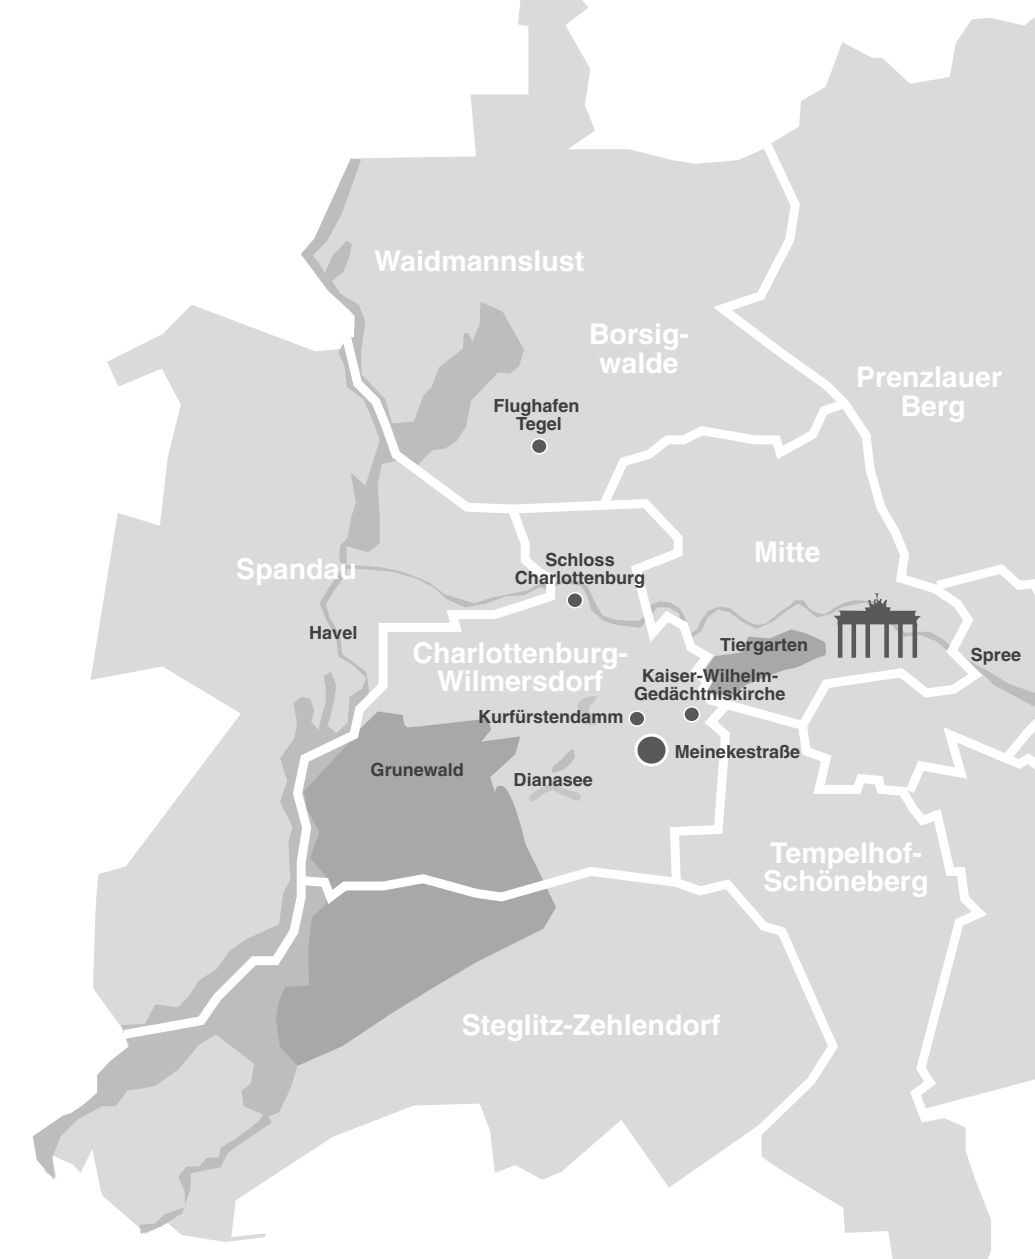 Waidmannslust
Borsig-
walde
Prenzlauer
Berg
Flughafen
Tegel
Mitte
Schloss
Charlottenburg
Spandau
Havel
Tiergarten
Spree
Charlottenburg-
Wilmersdorf
Kaiser-Wilhelm-
Gedächtniskirche
Kurfürstendamm
Meinekestraße
Grunewald
Dianasee
Tempelhof-
Schöneberg
Steglitz-Zehlendorf